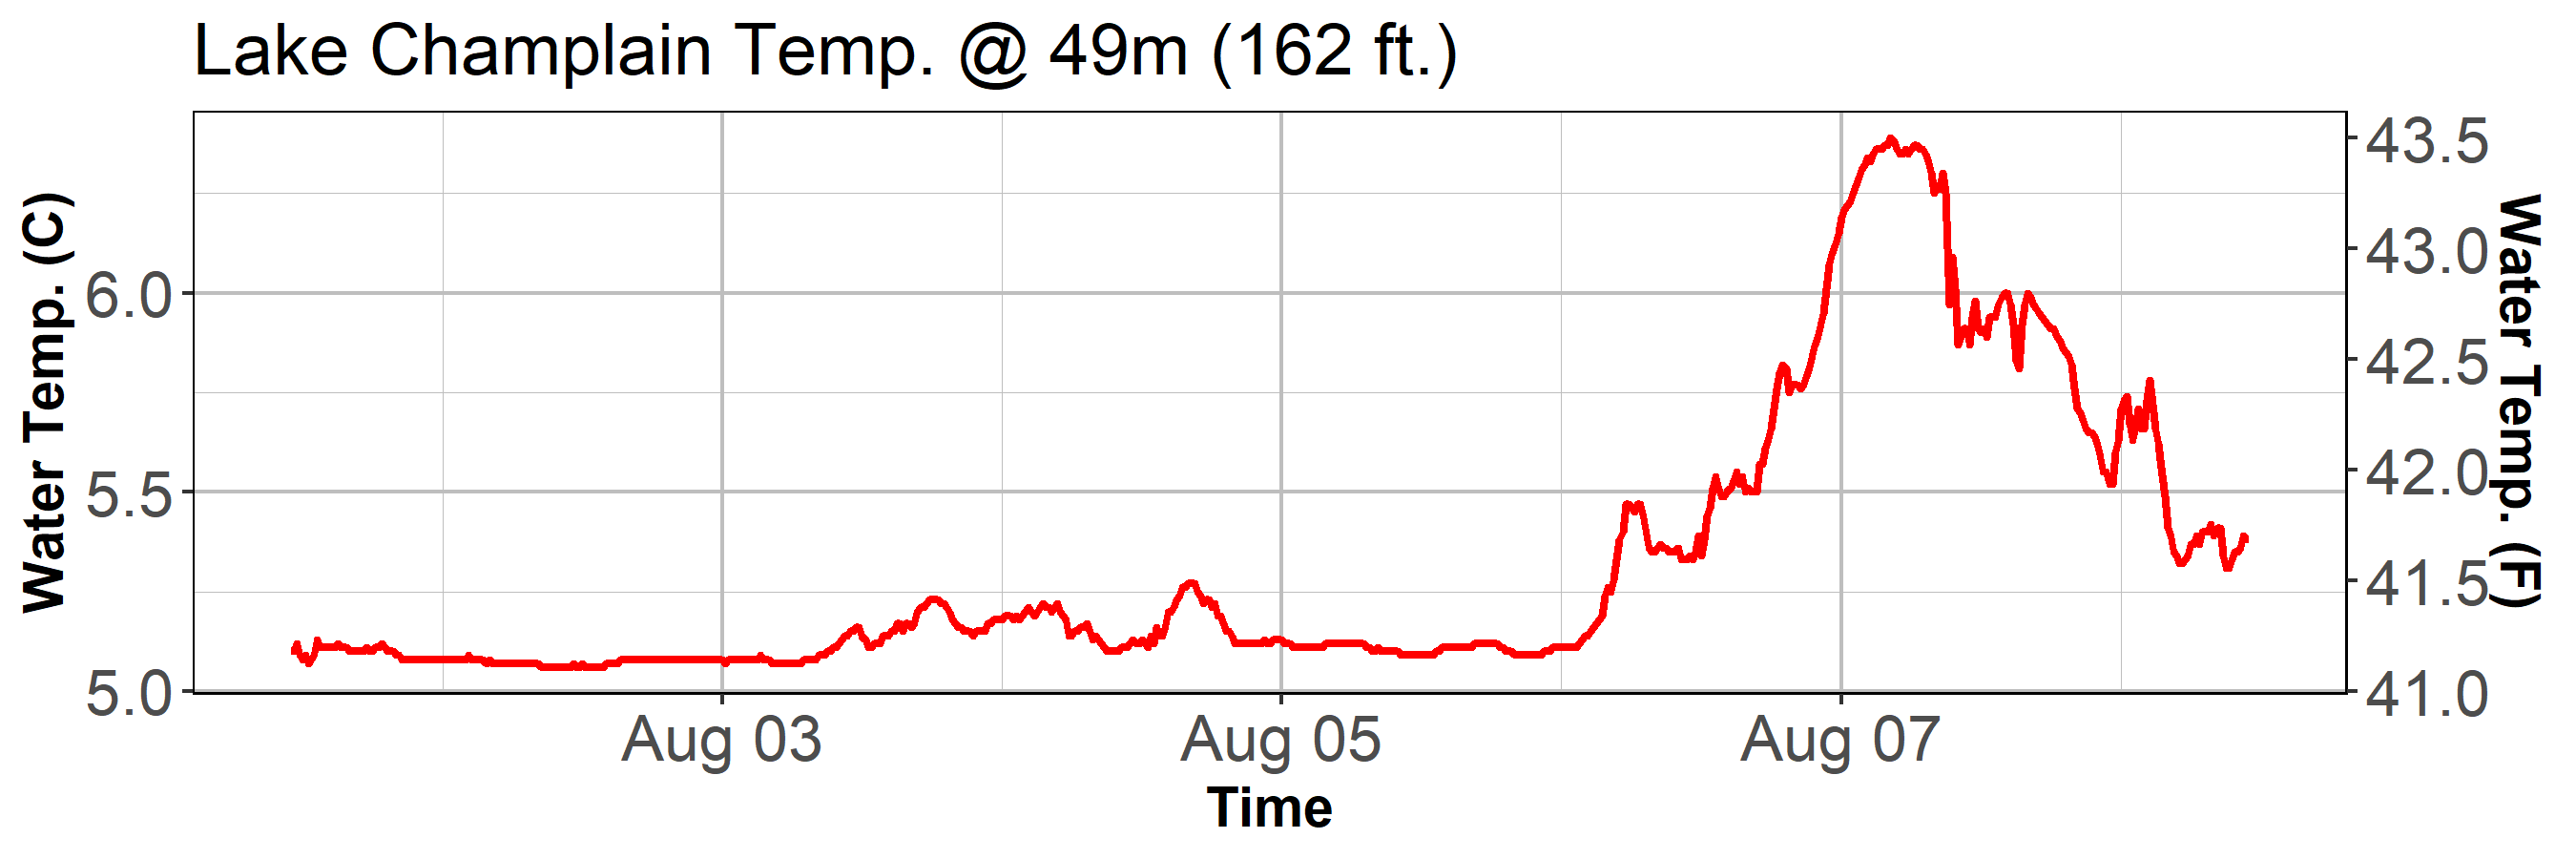 Lake Champlain Temp. @ 49m (162 ft.)
Water Temp. (C)
6.0
5.5
5.0
43.5
43.0
42.5
42.0
41.5
41.0
Water Temp. (F)
Aug 03
Aug 05
Aug 07
Time